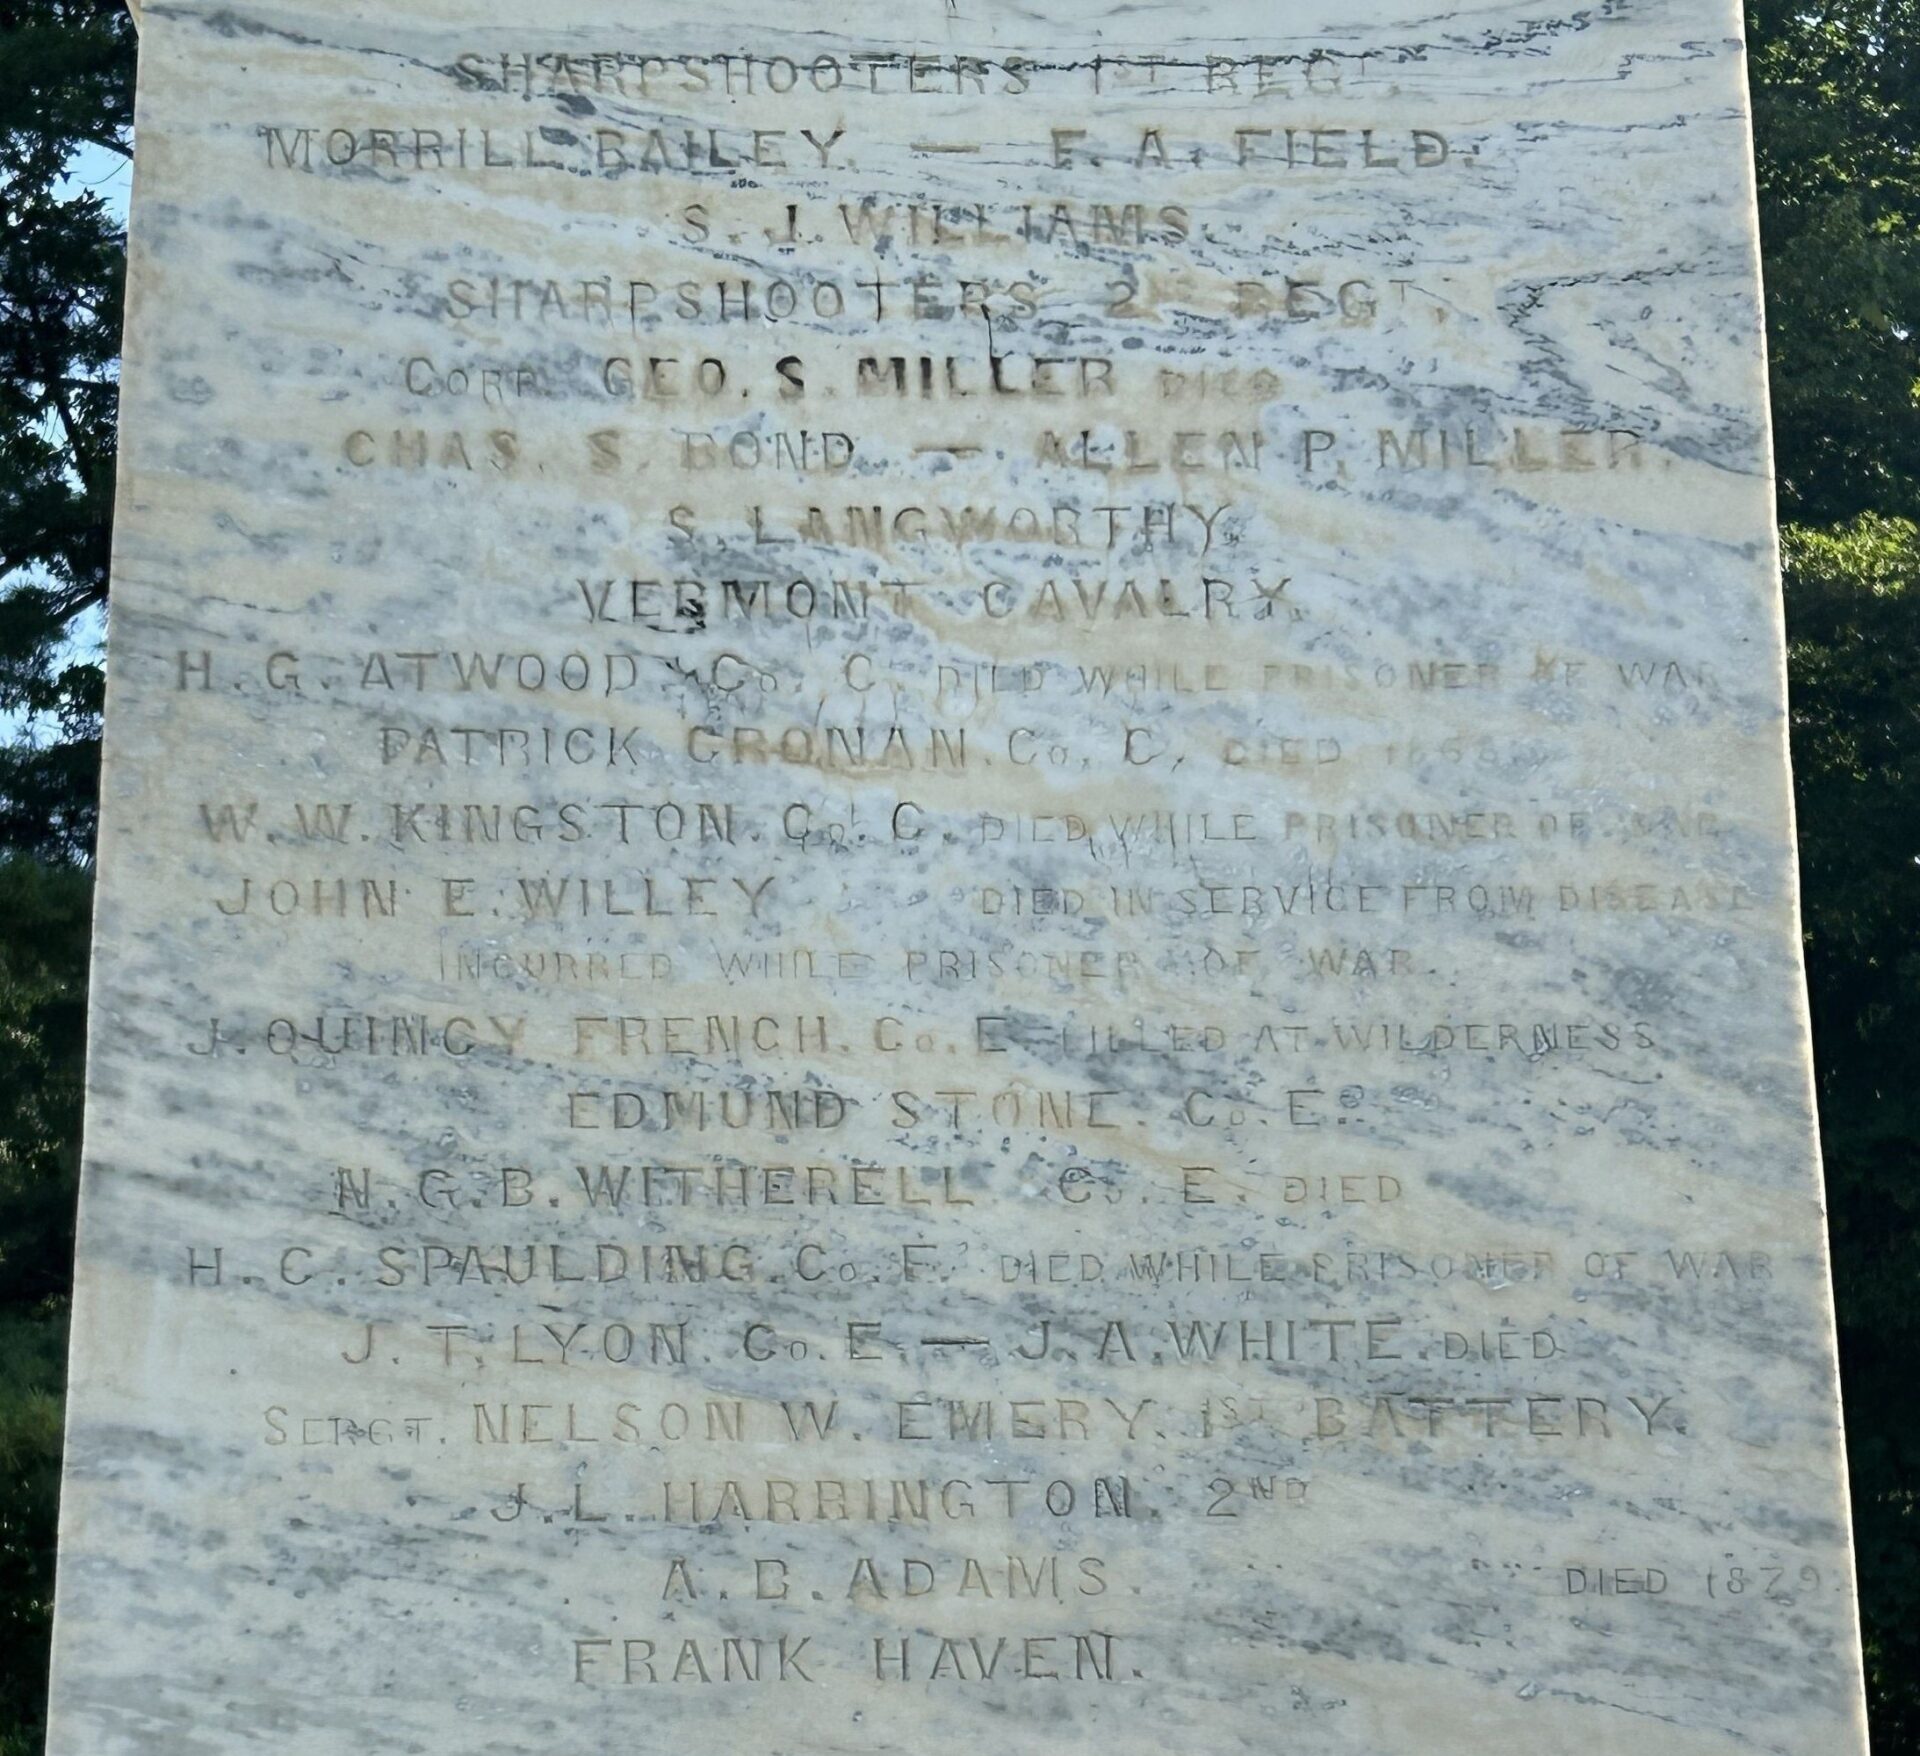 SHARPSHOOTERS 1ST REGT.
MORRILL BAILEY. — F. A. FIELD.
S. J. WILLIAMS.
SHARPSHOOTERS 2ND REGT.
CORP. GEO. S. MILLER DIED
CHAS. S. BOND — ALLEN P. MILLER.
S. LANGWORTHY.
VERMONT CAVALRY.
H. G. ATWOOD Co. C. DIED WHILE PRISONER OF WAR
PATRICK CRONAN. Co. C. DIED
W. W. KINGSTON. Co. C. DIED WHILE PRISONER OF WAR
JOHN E. WILLEY DIED IN SERVICE FROM DISEASE
INCURRED WHILE PRISONER OF WAR.
J. QUINCY FRENCH. Co. E KILLED AT WILDERNESS
EDMUND STONE. Co. E.
N. G. B. WITHERELL Co. E. DIED
H. C. SPAULDING. Co. F. DIED WHILE PRISONER OF WAR
J. T. LYON. Co. E. — J. A. WHITE. DIED
SERGT. NELSON W. EMERY. 1ST BATTERY.
J. L. HARRINGTON. 2ND
A. B. ADAMS. DIED 1879.
FRANK HAVEN.